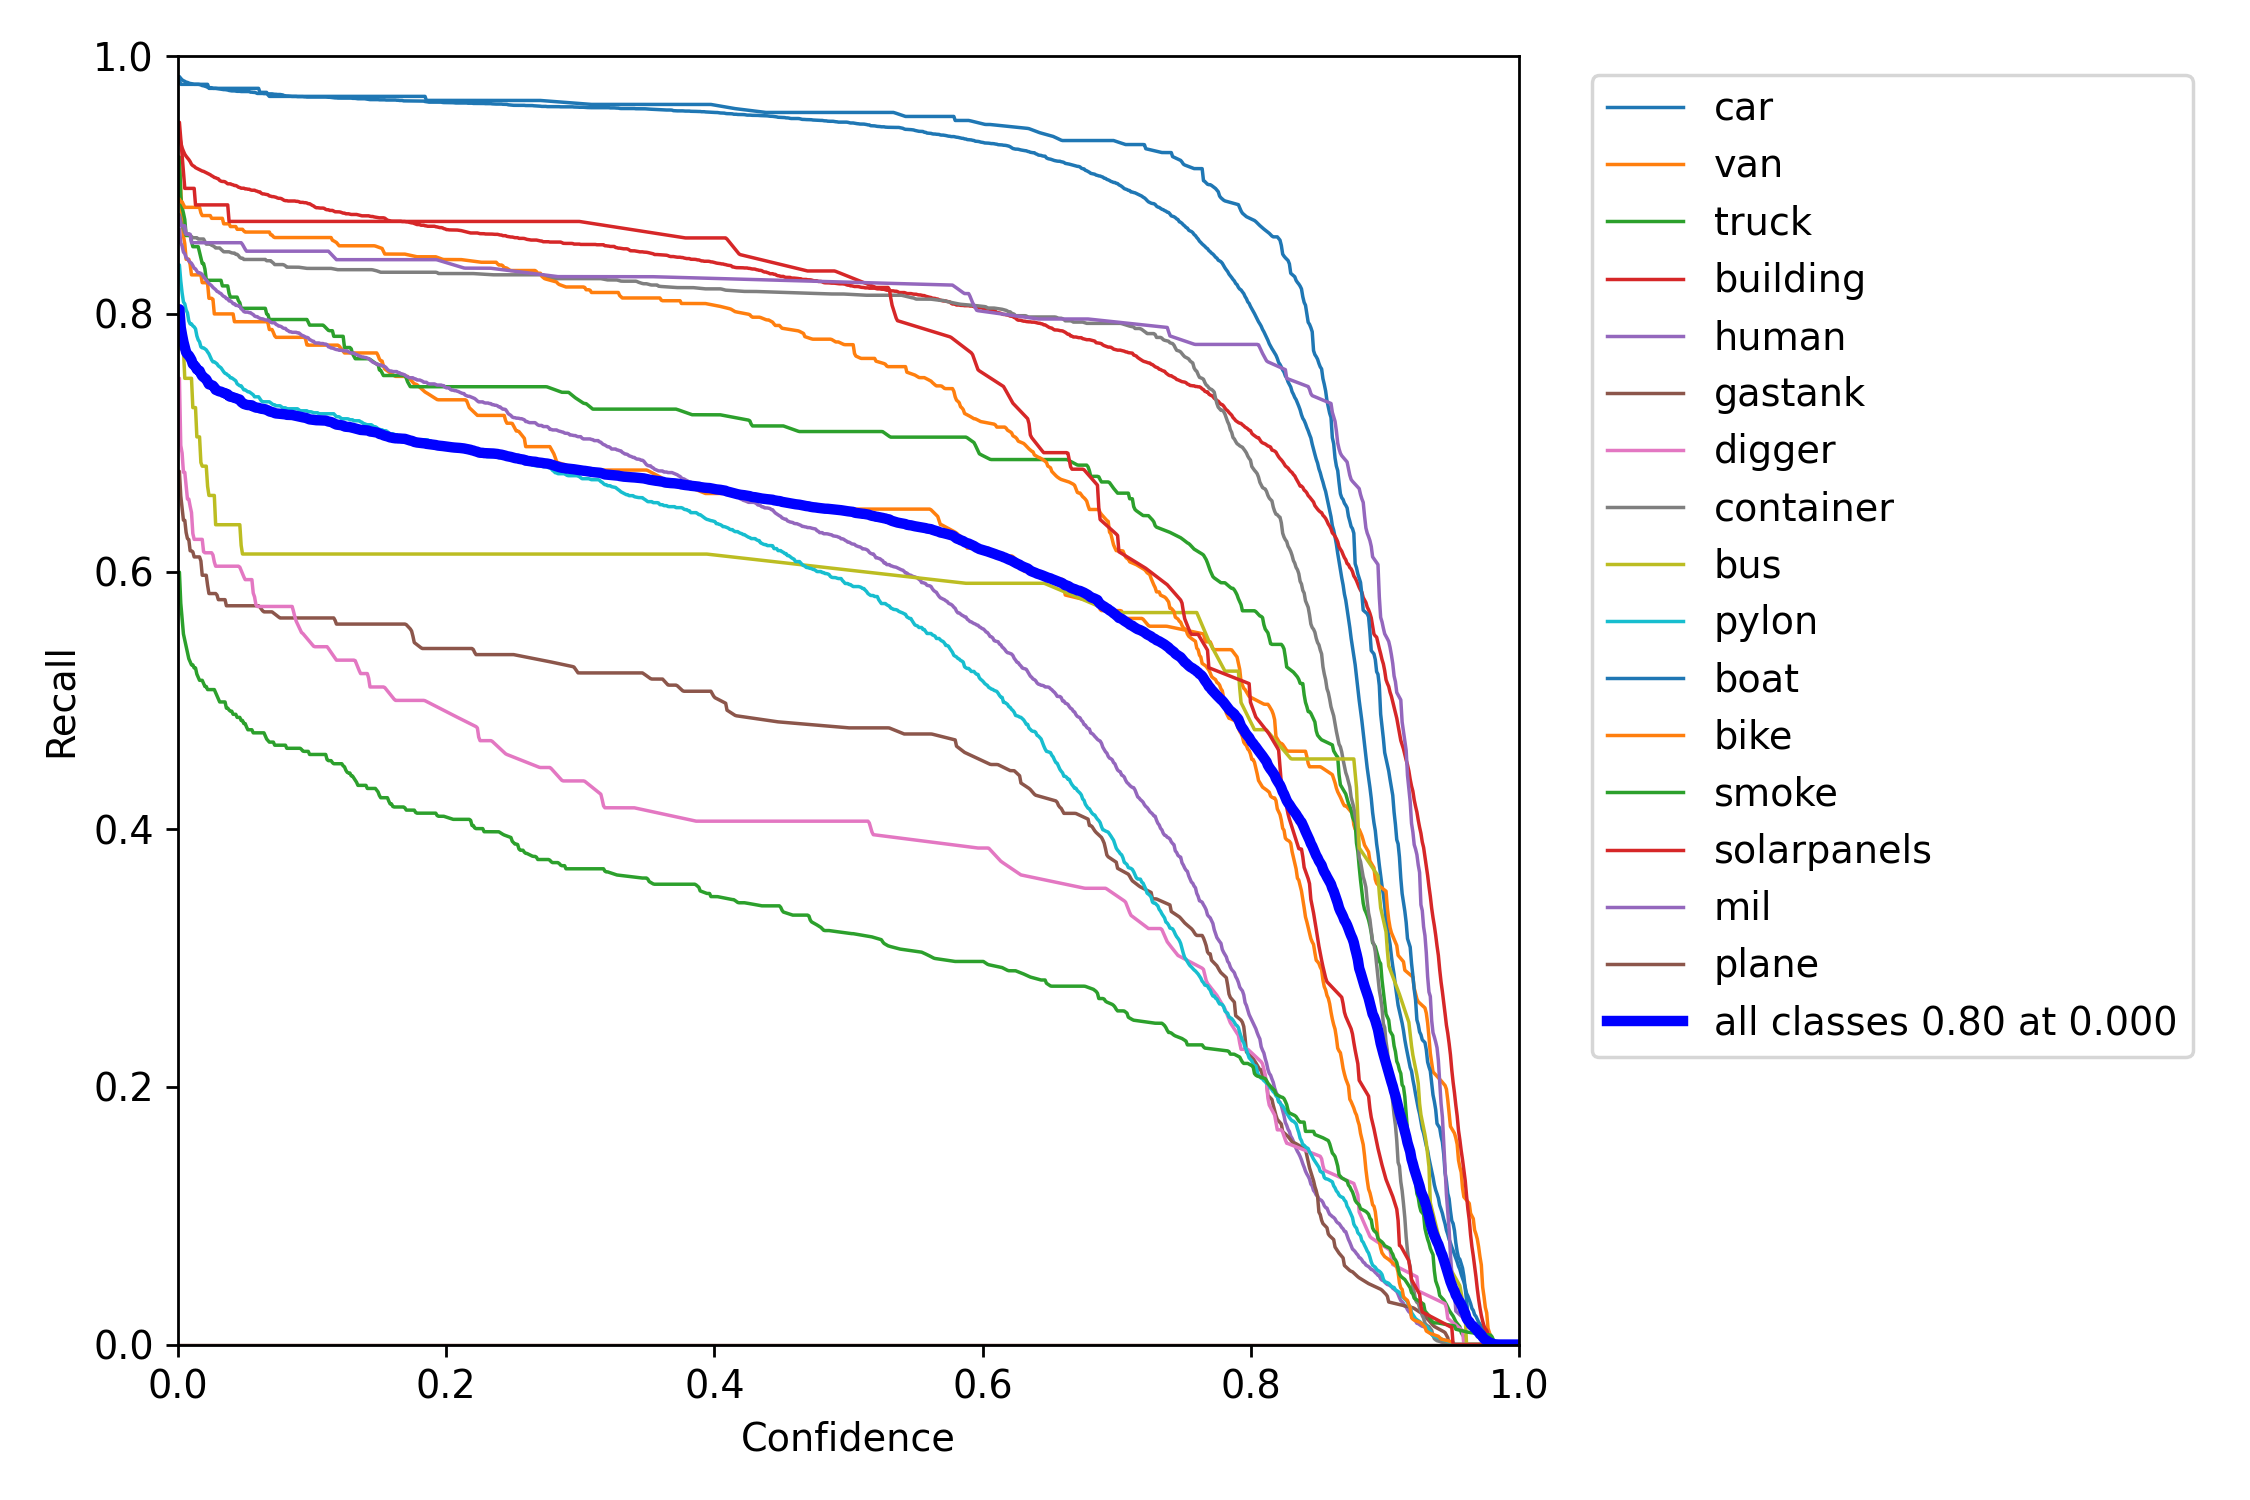 1.0
0.8
0.6
0.4
0.2
0.0
0.0 0.2 0.4 0.6 0.8 1.0
Recall
Confidence
car
van
truck
building
human
gastank
digger
container
bus
pylon
boat
bike
smoke
solarpanels
mil
plane
all classes 0.80 at 0.000